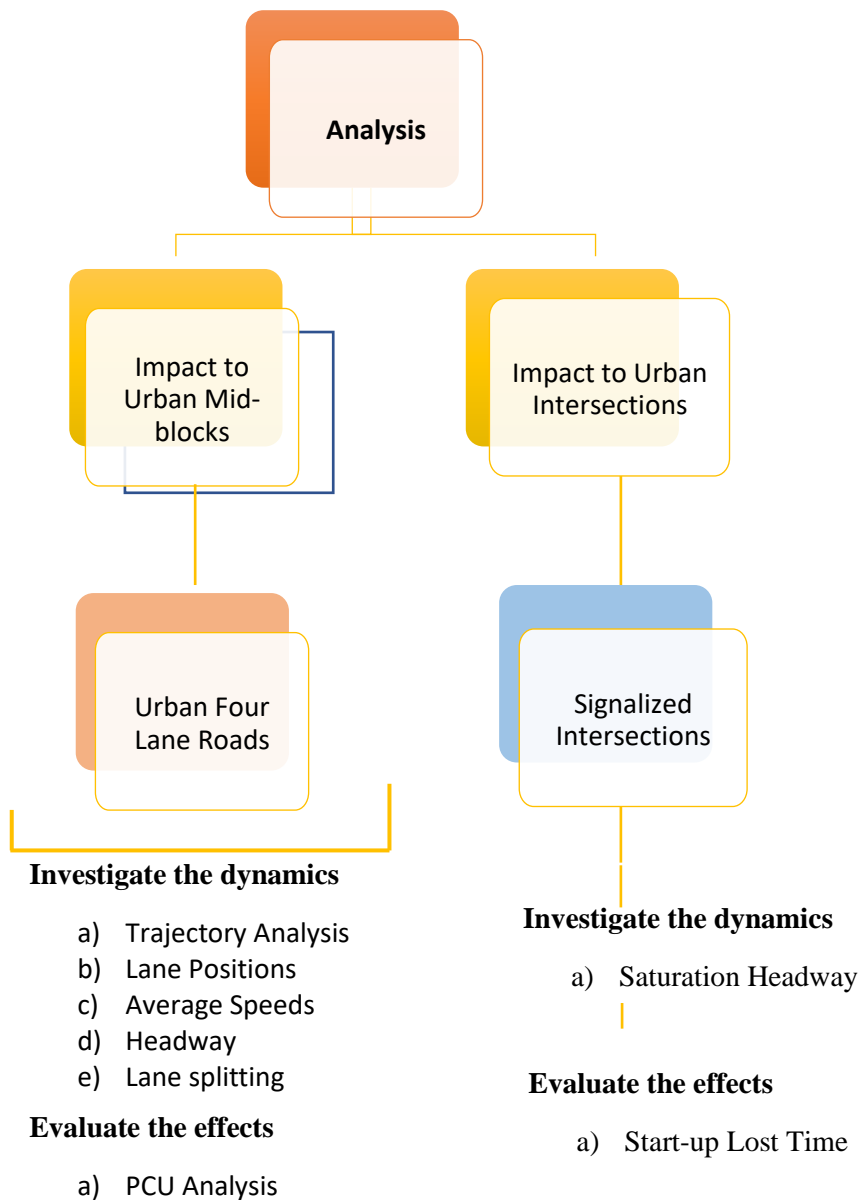 Analysis
Impact to
Urban Mid-
blocks
Urban Four
Lane Roads
Investigate the dynamics
a) Trajectory Analysis
b) Lane Positions
c) Average Speeds
d) Headway
e) Lane splitting
Evaluate the effects
a) PCU Analysis
Impact to Urban
Intersections
Signalized
Intersections
Investigate the dynamics
a) Saturation Headway
Evaluate the effects
a) Start-up Lost Time